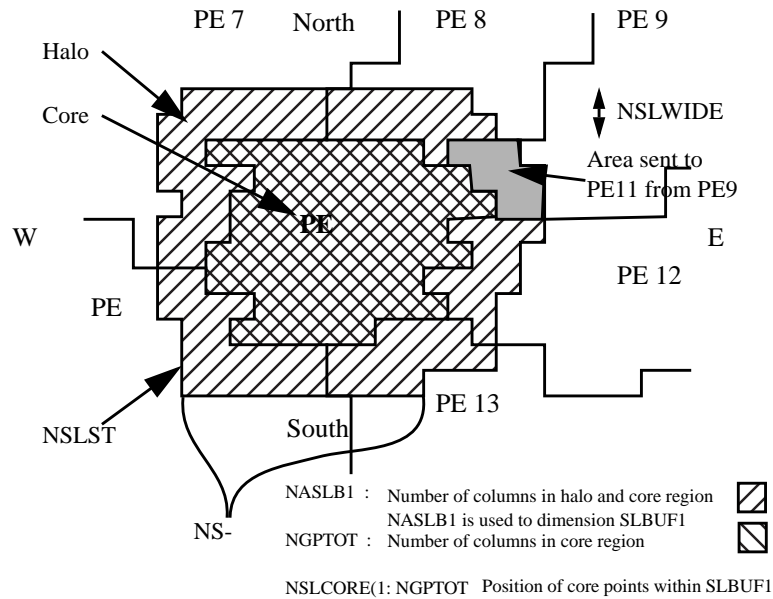 PE 7
North
PE 8
PE 9
Halo
Core
NSLWIDE
Area sent to
PE11 from PE9
PE
W
E
PE 12
PE
NSLST
PE 13
South
NS-
NASLB1 : Number of columns in halo and core region
NASLB1 is used to dimension SLBUF1
NGPTOT : Number of columns in core region
NSLCORE(1: NGPTOT Position of core points within SLBUF1